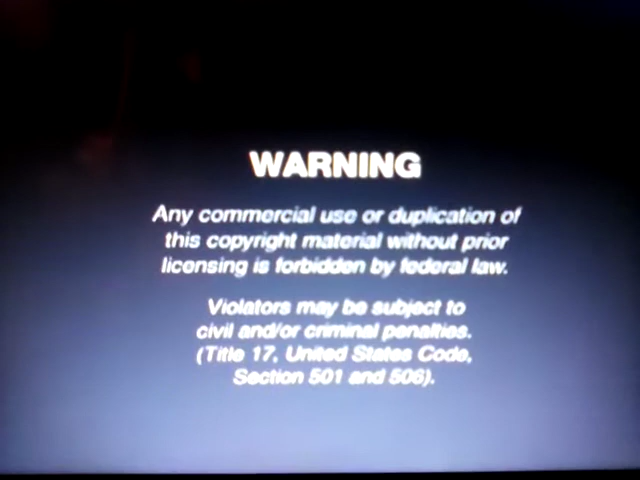 WARNING
Any commercial use or duplication of
this copyright material without prior
licensing is forbidden by federal law.
Violators may be subject to
civil and/or criminal penalties.
(Title 17, United States Code,
Section 501 and 506).